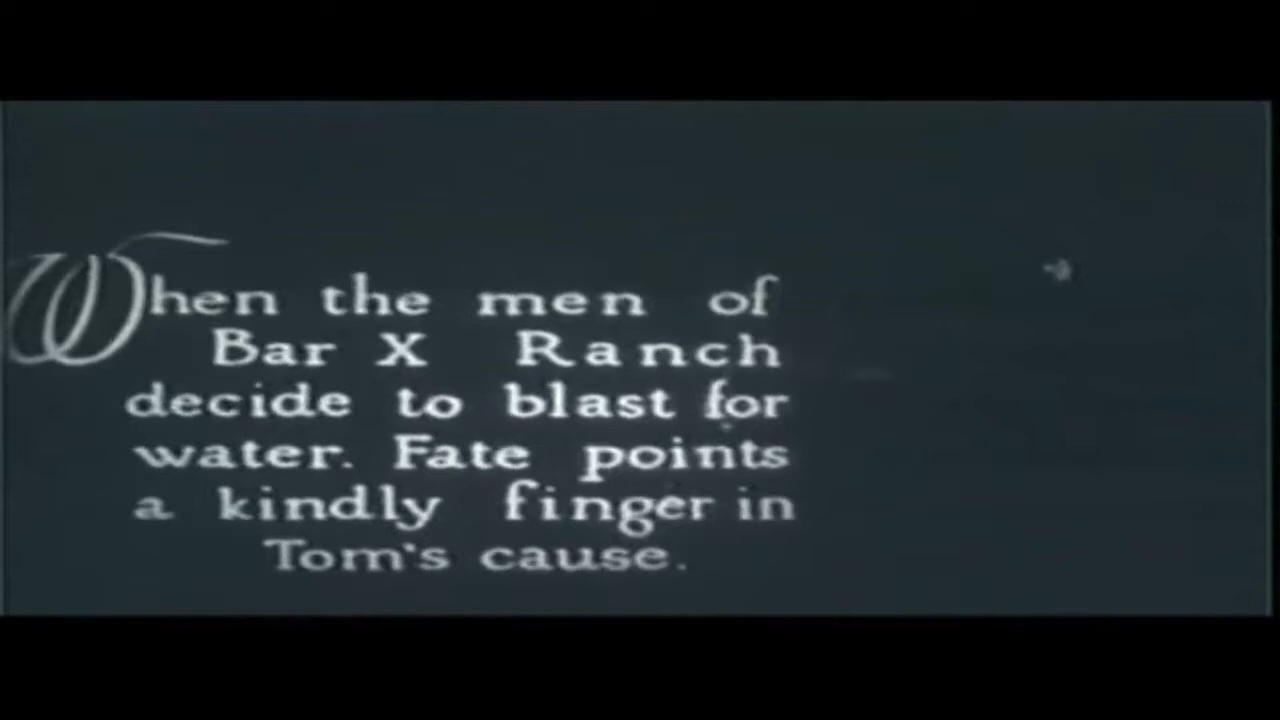 When the men of
Bar X Ranch
decide to blast for
water. Fate points
a kindly finger in
Tom's cause.